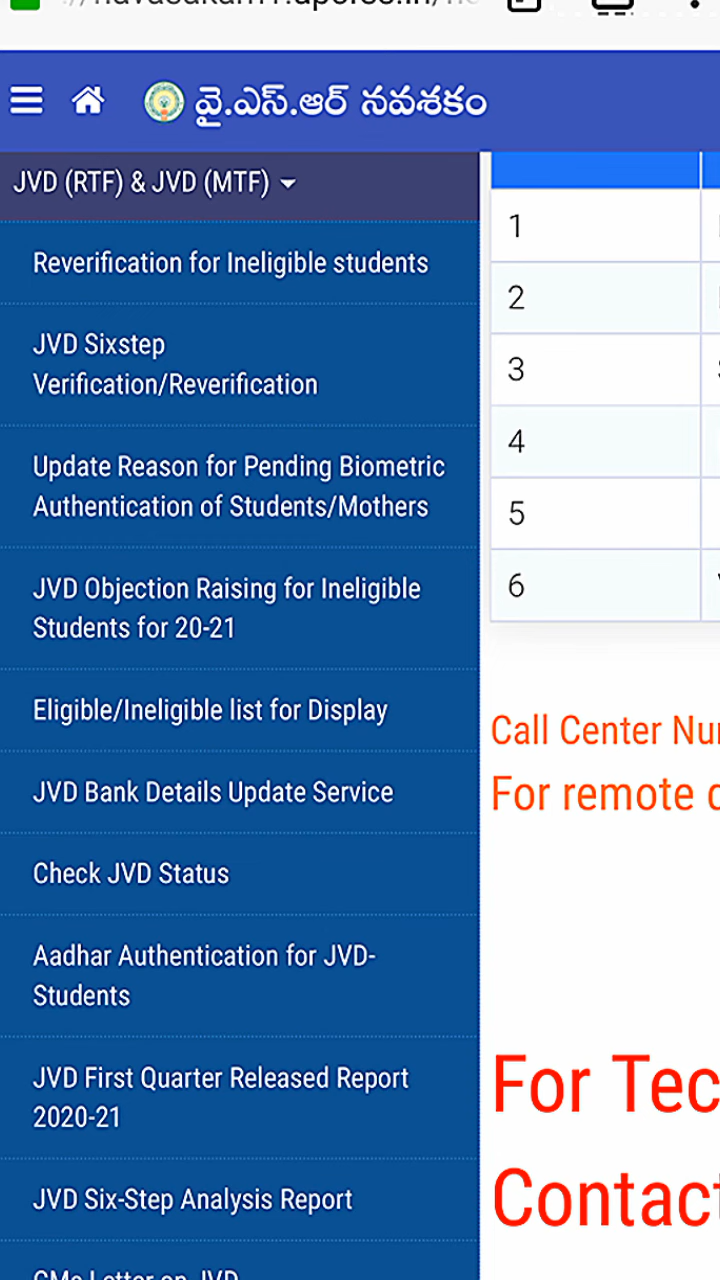 వై.ఎస్.ఆర్ నవశకం
JVD (RTF) & JVD (MTF)
Reverification for Ineligible students
JVD Sixstep
Verification/Reverification
Update Reason for Pending Biometric
Authentication of Students/Mothers
JVD Objection Raising for Ineligible
Students for 20-21
Eligible/Ineligible list for Display
JVD Bank Details Update Service
Check JVD Status
Aadhar Authentication for JVD-
Students
JVD First Quarter Released Report
2020-21
JVD Six-Step Analysis Report
1
2
3
4
5
6
Call Center
For remote
For
Contact